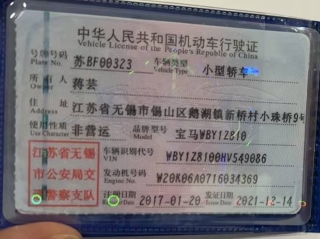 中华人民共和国机动车行驶证
Vehicle License of the People's Republic of China
号牌号码 苏BF00323 车辆类型 小型轿车
Plate No. Vehicle Type
所有人 蒋芸
Owner
住址 江苏省无锡市锡山区鹅湖镇新桥村小珠桥9号
Address
使用性质 非营运 品牌型号 宝马WBY1Z810
Use Character Model
江苏省无锡 车辆识别代号 WBY1Z8100HV549086
VIN
市公安局交 发动机号码 W20K06A0716034369
Engine No.
通警察支队 注册日期 2017-01-20 发证日期 2021-12-14
Register Date Issue Date